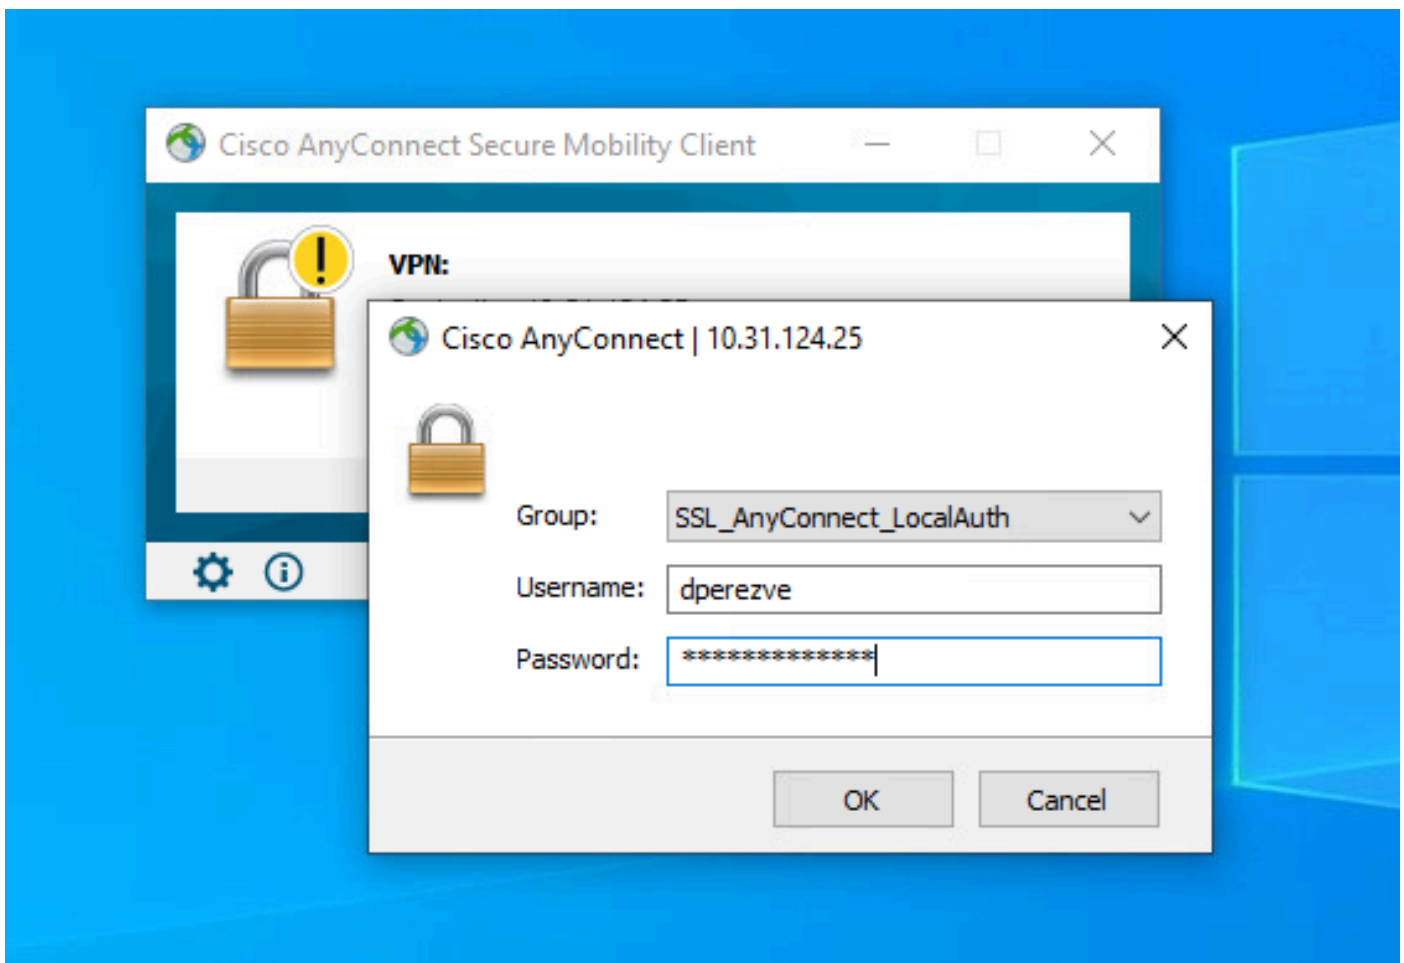 Cisco AnyConnect Secure Mobility Client
VPN:
Cisco AnyConnect | 10.31.124.25
Group:
SSL_AnyConnect_LocalAuth
Username:
dperezve
Password:
*************
OK
Cancel